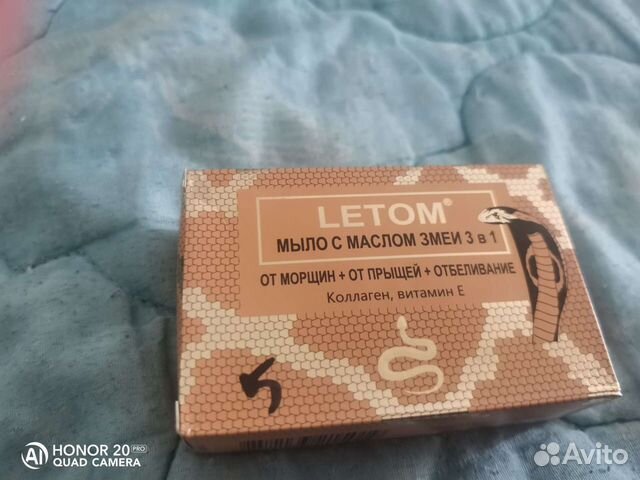 LETOM®
МЫЛО С МАСЛОМ ЗМЕИ 3 в 1
ОТ МОРЩИН + ОТ ПРЫЩЕЙ + ОТБЕЛИВАНИЕ
Коллаген, витамин Е
HONOR 20 PRO
AI QUAD CAMERA
Avito